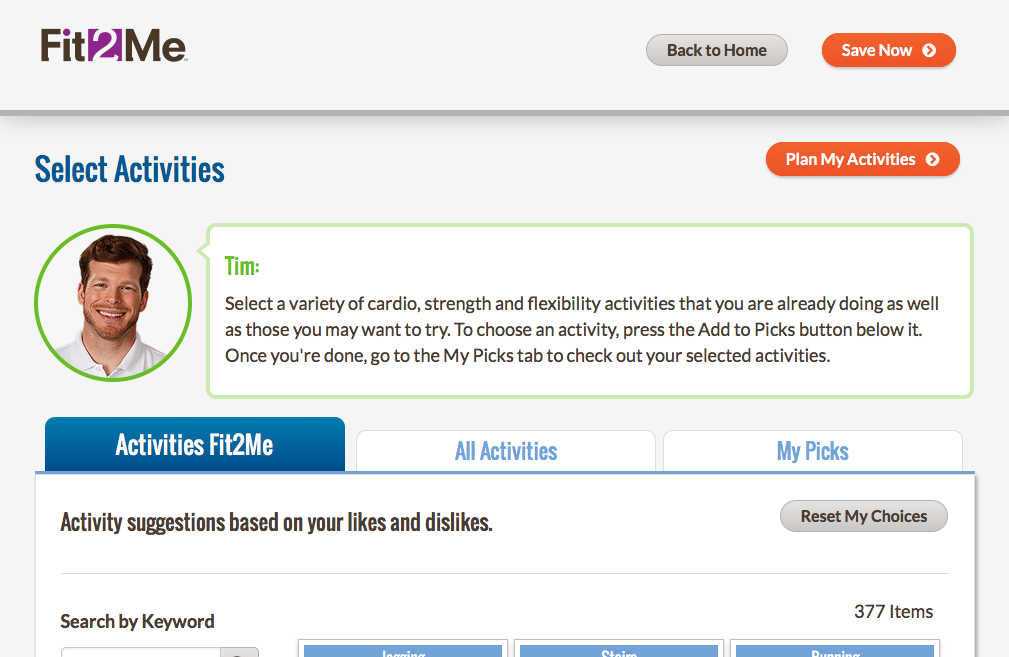 Fit2Me
Back to Home
Save Now
Select Activities
Plan My Activities
Tim:
Select a variety of cardio, strength and flexibility activities that you are already doing as well
as those you may want to try. To choose an activity, press the Add to Picks button below it.
Once you're done, go to the My Picks tab to check out your selected activities.
Activities Fit2Me
All Activities
My Picks
Activity suggestions based on your likes and dislikes.
Reset My Choices
377 Items
Search by Keyword
Jogging
Stairs
Running